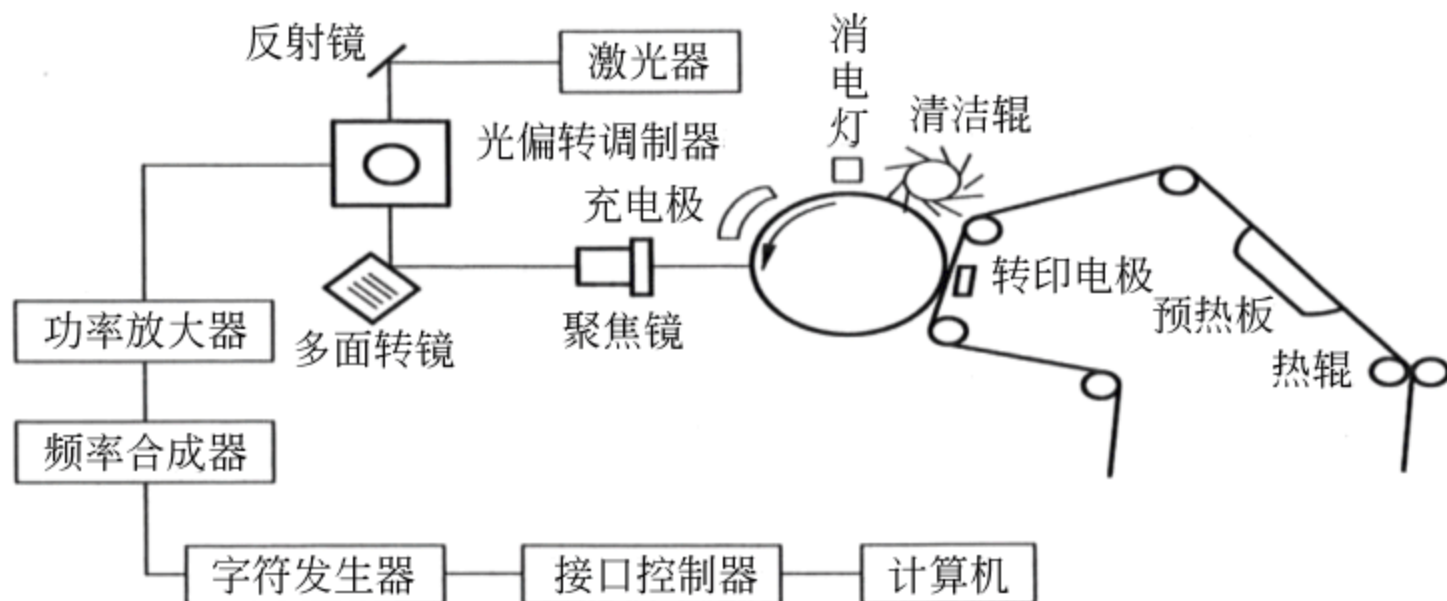 反射镜
激光器
消电灯
清洁辊
光偏转调制器
充电极
转印电极
预热板
热辊
功率放大器
多面转镜
聚焦镜
频率合成器
字符发生器
接口控制器
计算机